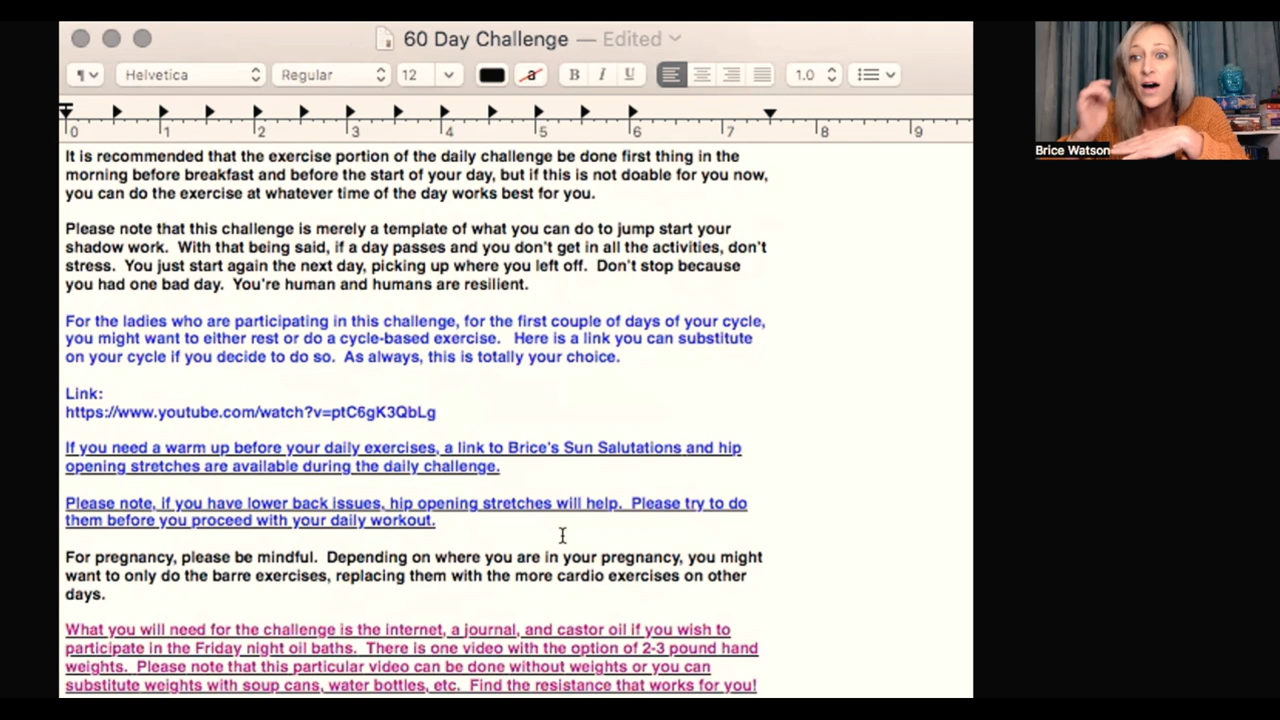 60 Day Challenge — Edited
¶ Helvetica Regular 12 a B I U 1.0
0 1 2 3 4 5 6 7 8 9
It is recommended that the exercise portion of the daily challenge be done first thing in the
morning before breakfast and before the start of your day, but if this is not doable for you now,
you can do the exercise at whatever time of the day works best for you.
Please note that this challenge is merely a template of what you can do to jump start your
shadow work.  With that being said, if a day passes and you don't get in all the activities, don't
stress.  You just start again the next day, picking up where you left off.  Don't stop because
you had one bad day.  You're human and humans are resilient.
For the ladies who are participating in this challenge, for the first couple of days of your cycle,
you might want to either rest or do a cycle-based exercise.   Here is a link you can substitute
on your cycle if you decide to do so.  As always, this is totally your choice.
Link:
https://www.youtube.com/watch?v=ptC6gK3QbLg
If you need a warm up before your daily exercises, a link to Brice's Sun Salutations and hip
opening stretches are available during the daily challenge.
Please note, if you have lower back issues, hip opening stretches will help.  Please try to do
them before you proceed with your daily workout.
For pregnancy, please be mindful.  Depending on where you are in your pregnancy, you might
want to only do the barre exercises, replacing them with the more cardio exercises on other
days.
What you will need for the challenge is the internet, a journal, and castor oil if you wish to
participate in the Friday night oil baths.  There is one video with the option of 2-3 pound hand
weights.  Please note that this particular video can be done without weights or you can
substitute weights with soup cans, water bottles, etc.  Find the resistance that works for you!
Brice Watson